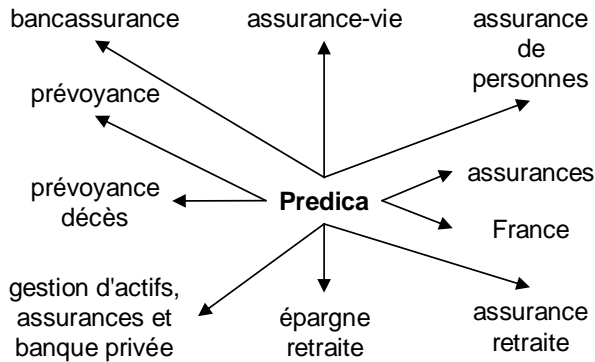 bancassurance
assurance-vie
assurance
de
personnes
prévoyance
assurances
prévoyance
décès
Predica
France
gestion d'actifs,
assurances et
banque privée
épargne
retraite
assurance
retraite